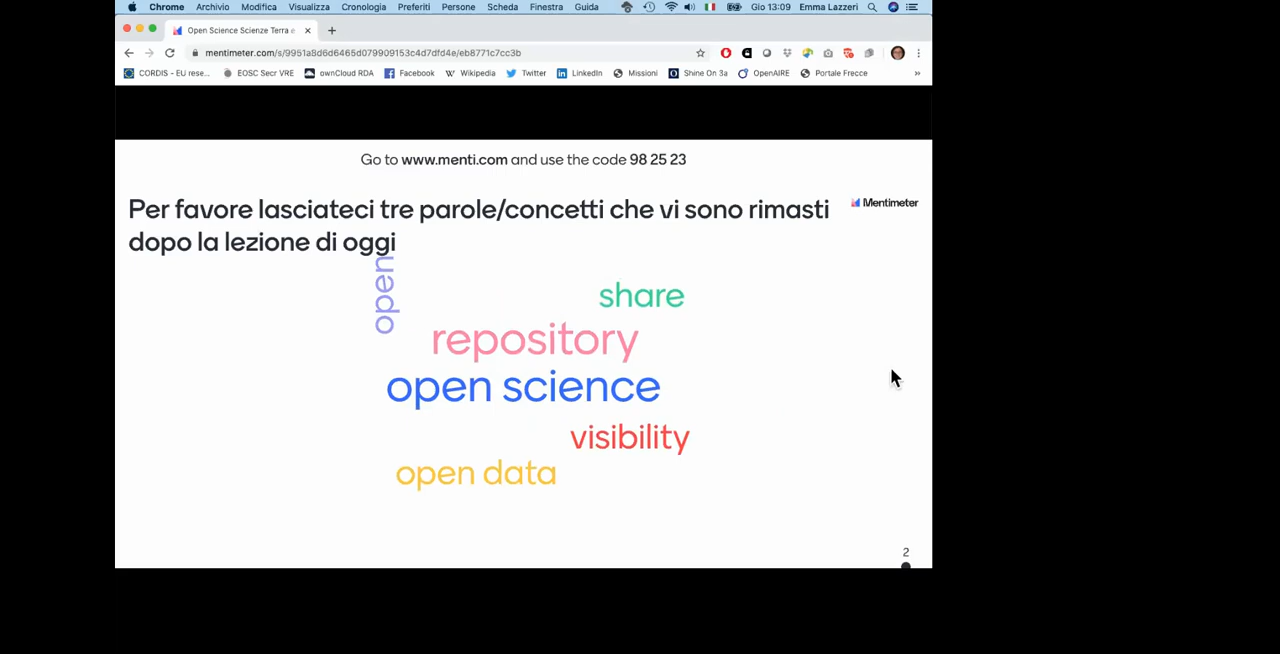 Chrome Archivio Modifica Visualizza Cronologia Preferiti Persone Scheda Finestra Guida Gio 13:09 Emma Lazzeri
Open Science Scienze Terra e
mentimeter.com/s/9951a8d6d6465d079909153c4d7dfd4e/eb8771c7cc3b
CORDIS - EU rese... EOSC Secr VRE ownCloud RDA Facebook Wikipedia Twitter LinkedIn Missioni Shine On 3a OpenAIRE Portale Frecce »
Go to www.menti.com and use the code 98 25 23
Per favore lasciateci tre parole/concetti che vi sono rimasti
dopo la lezione di oggi
Mentimeter
open
share
repository
open science
visibility
open data
2